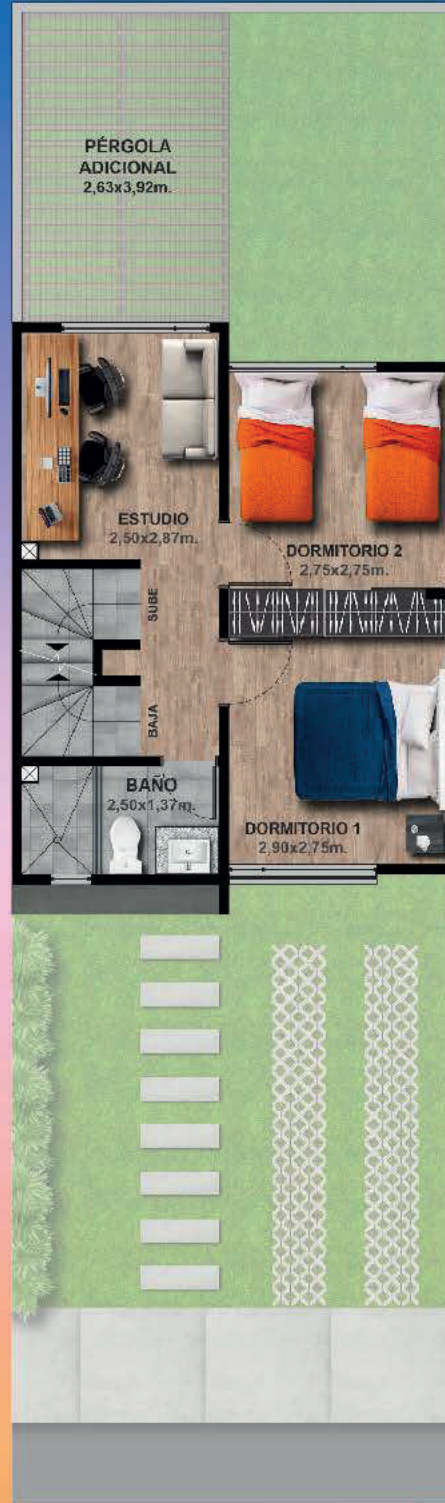 PÉRGOLA
ADICIONAL
2,63x3,92m.
ESTUDIO
2,50x2,87m.
DORMITORIO 2
2,75x2,75m.
SUBE
BAJA
BAÑO
2,50x1,37m.
DORMITORIO 1
2,90x2,75m.